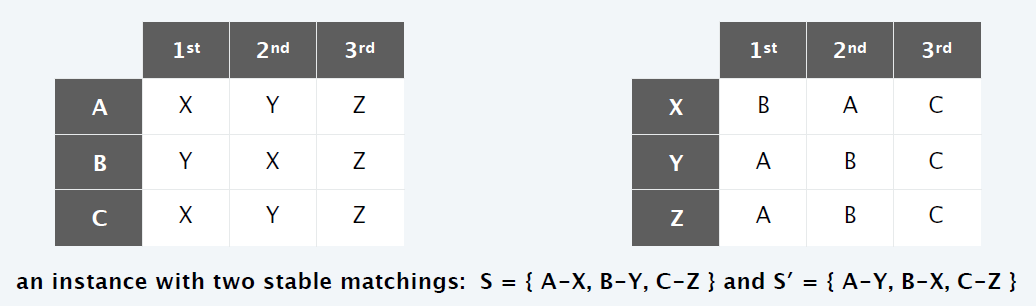 1st 2nd 3rd 1st 2nd 3rd
A X Y Z X B A C
B Y X Z Y A B C
C X Y Z Z A B C
an instance with two stable matchings: S = { A–X, B–Y, C–Z } and S′ = { A–Y, B–X, C–Z }